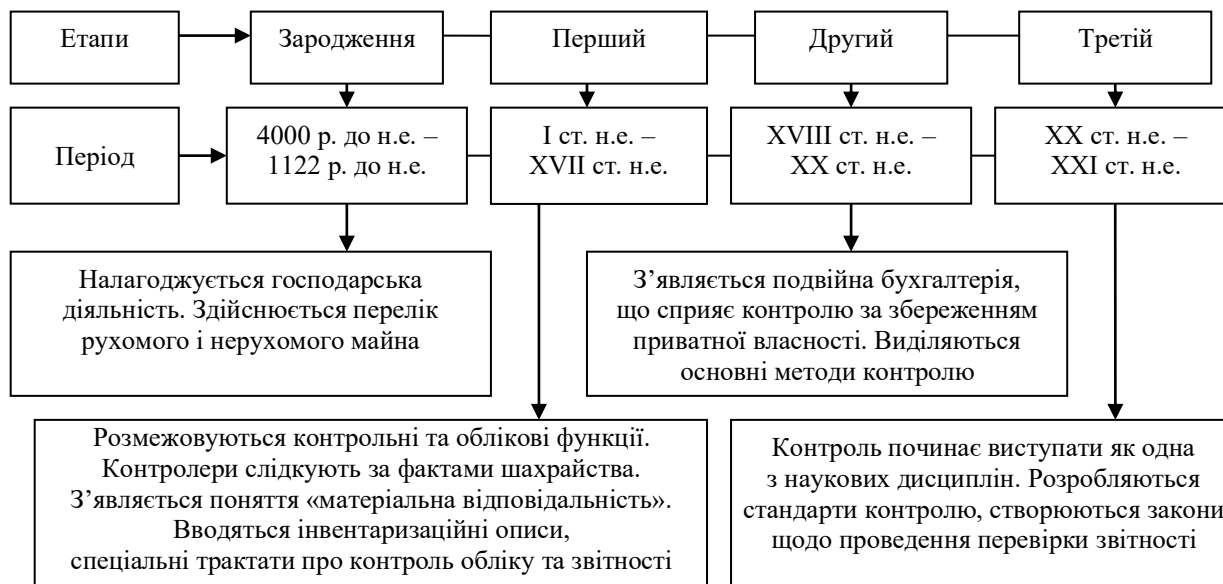 Етапи
Зародження
Перший
Другий
Третій
Період
4000 р. до н.е. –
1122 р. до н.е.
I ст. н.е. –
XVII ст. н.е.
XVIII ст. н.е. –
XX ст. н.е.
XX ст. н.е. –
XXI ст. н.е.
Налагоджується господарська
діяльність. Здійснюється перелік
рухомого і нерухомого майна
З’являється подвійна бухгалтерія,
що сприяє контролю за збереженням
приватної власності. Виділяються
основні методи контролю
Розмежовуються контрольні та облікові функції.
Контролери слідкують за фактами шахрайства.
З’являється поняття «матеріальна відповідальність».
Вводяться інвентаризаційні описи,
спеціальні трактати про контроль обліку та звітності
Контроль починає виступати як одна
з наукових дисциплін. Розробляються
стандарти контролю, створюються закони
щодо проведення перевірки звітності